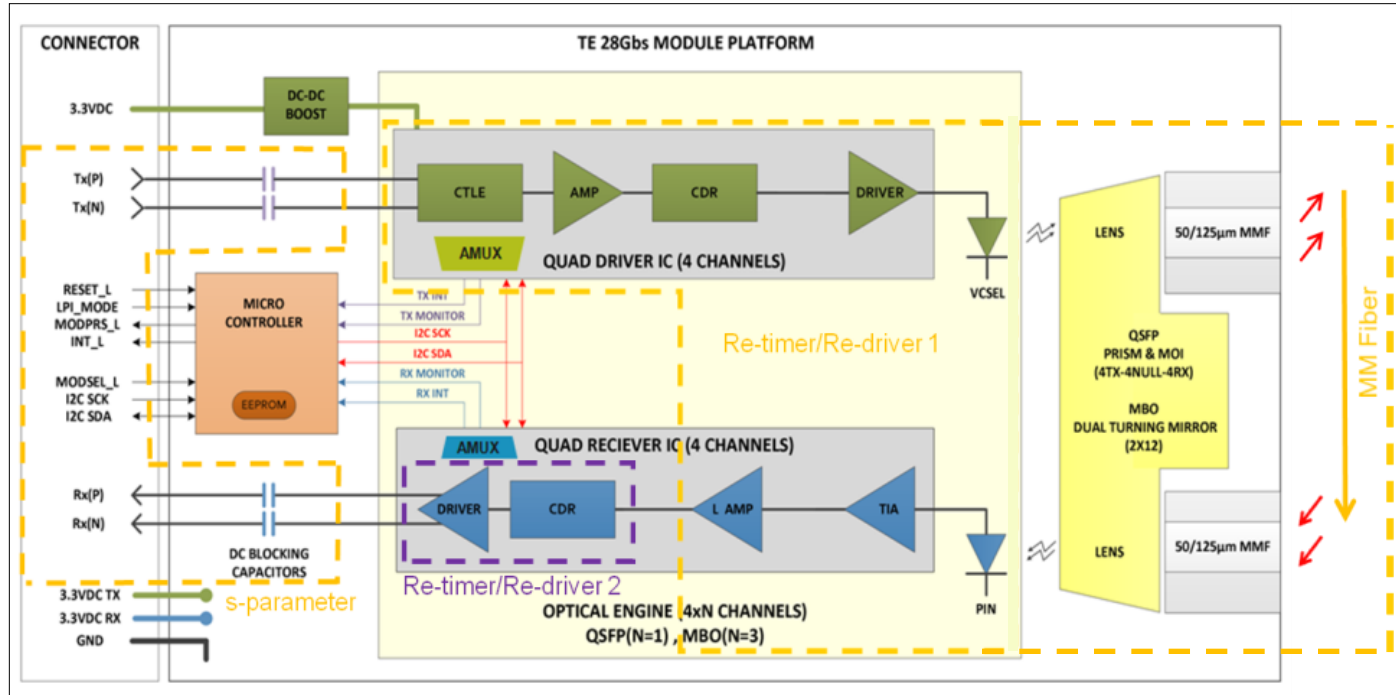 CONNECTOR
TE 28Gbs MODULE PLATFORM
3.3VDC
DC-DC
BOOST
Tx(P)
Tx(N)
CTLE
AMP
CDR
DRIVER
AMUX
QUAD DRIVER IC (4 CHANNELS)
VCSEL
LENS
50/125µm MMF
RESET_L
LPI_MODE
MODPRS_L
INT_L
MODSEL_L
I2C SCK
I2C SDA
MICRO
CONTROLLER
EEPROM
TX INT
TX MONITOR
I2C SCK
I2C SDA
RX MONITOR
RX INT
Re-timer/Re-driver 1
QSFP
PRISM & MOI
(4TX-4NULL-4RX)
MBO
DUAL TURNING MIRROR
(2X12)
MM Fiber
AMUX
QUAD RECIEVER IC (4 CHANNELS)
Rx(P)
Rx(N)
DRIVER
CDR
L AMP
TIA
PIN
LENS
50/125µm MMF
DC BLOCKING
CAPACITORS
Re-timer/Re-driver 2
s-parameter
3.3VDC TX
3.3VDC RX
GND
OPTICAL ENGINE (4xN CHANNELS)
QSFP(N=1) , MBO(N=3)